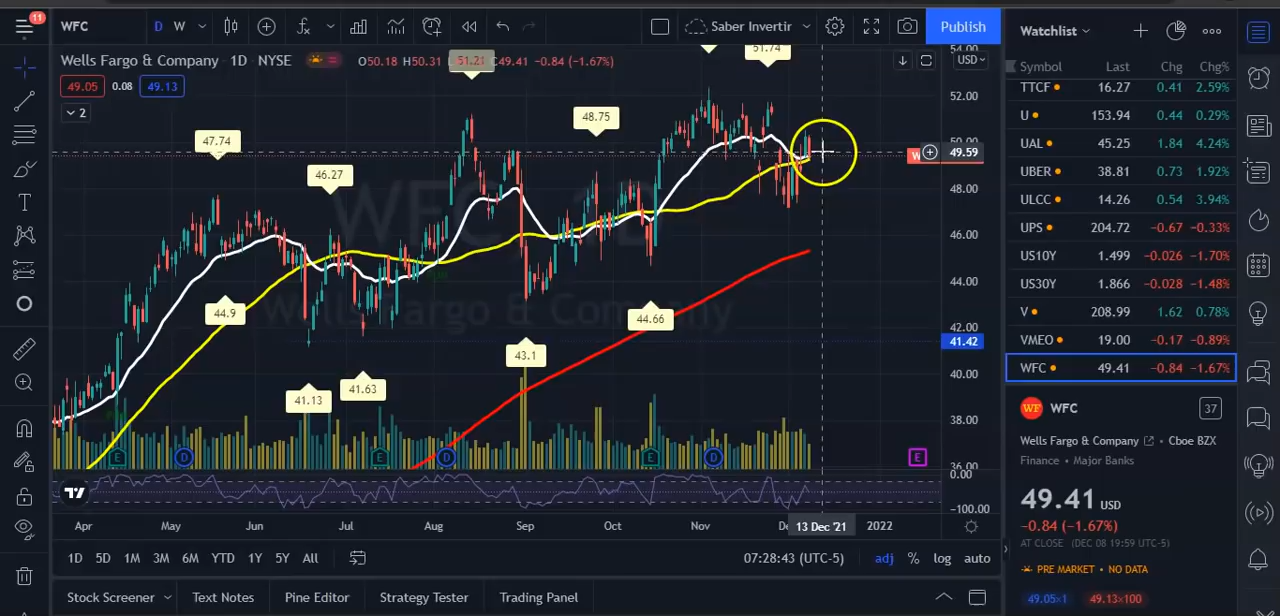 11
WFC
D W
Saber Invertir
Publish
Wells Fargo & Company • 1D • NYSE
O50.18 H50.31 C49.41 −0.84 (−1.67%)
51.21
51.74
49.05 0.08 49.13
2
47.74
46.27
48.75
44.9
41.13
41.63
43.1
44.66
Wells Fargo & Company
USD
54.00
52.00
50.00
49.59
48.00
46.00
44.00
42.00
41.42
40.00
38.00
36.00
0.00
−100.00
E D E D E D E
Apr May Jun Jul Aug Sep Oct Nov 13 Dec '21 2022
1D 5D 1M 3M 6M YTD 1Y 5Y All
07:28:43 (UTC-5) adj % log auto
Stock Screener Text Notes Pine Editor Strategy Tester Trading Panel
Watchlist
Symbol Last Chg Chg%
TTCF 16.27 0.41 2.59%
U 153.94 0.44 0.29%
UAL 45.25 1.84 4.24%
UBER 38.81 0.73 1.92%
ULCC 14.26 0.54 3.94%
UPS 204.72 −0.67 −0.33%
US10Y 1.499 −0.026 −1.70%
US30Y 1.866 −0.028 −1.48%
V 208.99 1.62 0.78%
VMEO 19.00 −0.17 −0.89%
WFC 49.41 −0.84 −1.67%
WF WFC 37
Wells Fargo & Company • Cboe BZX
Finance • Major Banks
49.41 USD
−0.84 (−1.67%)
AT CLOSE (DEC 08 19:59 UTC-5)
PRE MARKET • NO DATA
49.05×1 49.13×100